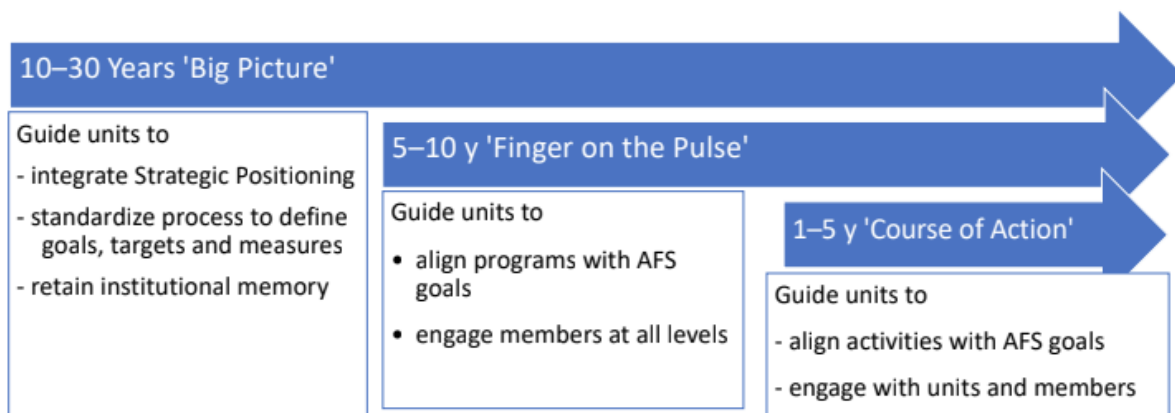 10–30 Years 'Big Picture'
Guide units to
- integrate Strategic Positioning
- standardize process to define
goals, targets and measures
- retain institutional memory
5–10 y 'Finger on the Pulse'
Guide units to
• align programs with AFS
goals
• engage members at all levels
1–5 y 'Course of Action'
Guide units to
- align activities with AFS goals
- engage with units and members